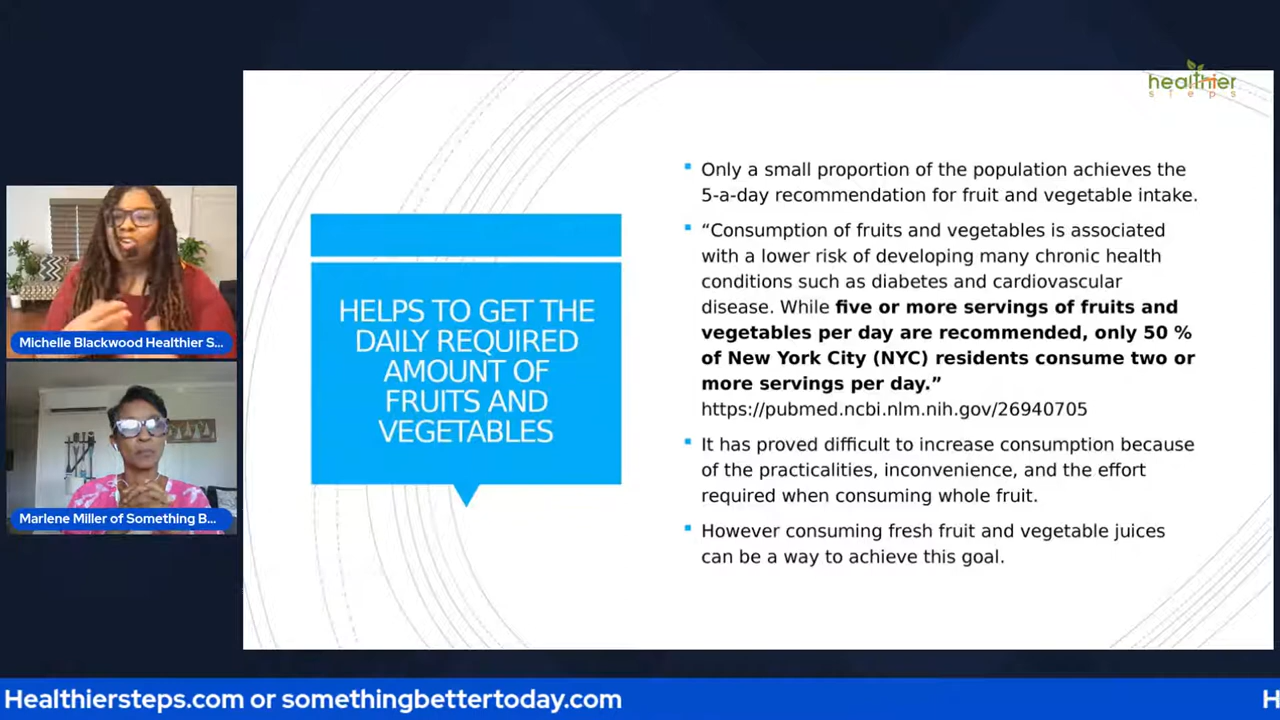 healthier
steps
HELPS TO GET THE
DAILY REQUIRED
AMOUNT OF
FRUITS AND
VEGETABLES
Only a small proportion of the population achieves the
5-a-day recommendation for fruit and vegetable intake.
“Consumption of fruits and vegetables is associated
with a lower risk of developing many chronic health
conditions such as diabetes and cardiovascular
disease. While five or more servings of fruits and
vegetables per day are recommended, only 50 %
of New York City (NYC) residents consume two or
more servings per day.”
https://pubmed.ncbi.nlm.nih.gov/26940705
It has proved difficult to increase consumption because
of the practicalities, inconvenience, and the effort
required when consuming whole fruit.
However consuming fresh fruit and vegetable juices
can be a way to achieve this goal.
Michelle Blackwood Healthier S...
Marlene Miller of Something B...
Healthiersteps.com or somethingbettertoday.com
H